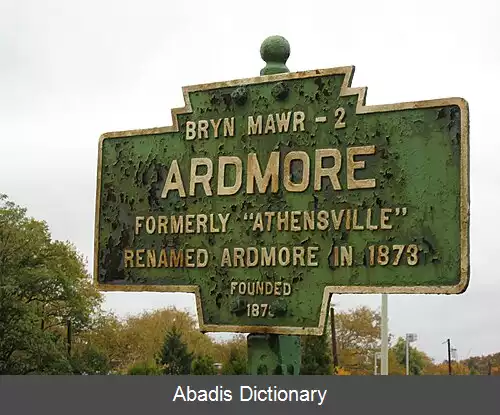 BRYN MAWR - 2
ARDMORE
FORMERLY "ATHENSVILLE"
RENAMED ARDMORE IN 1873
FOUNDED
Abadis Dictionary